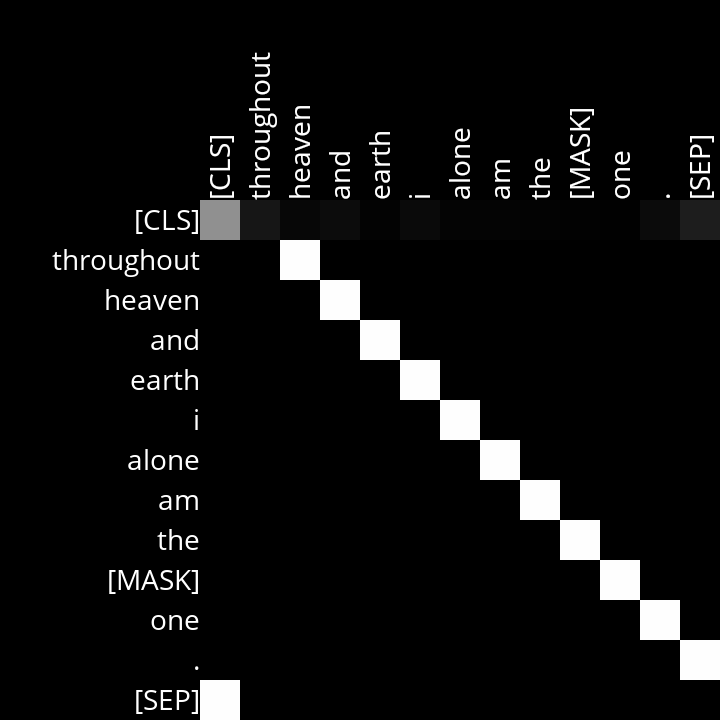 [CLS]
throughout
heaven
and
earth
i
alone
am
the
[MASK]
one
.
[SEP]
[CLS]
throughout
heaven
and
earth
i
alone
am
the
[MASK]
one
.
[SEP]